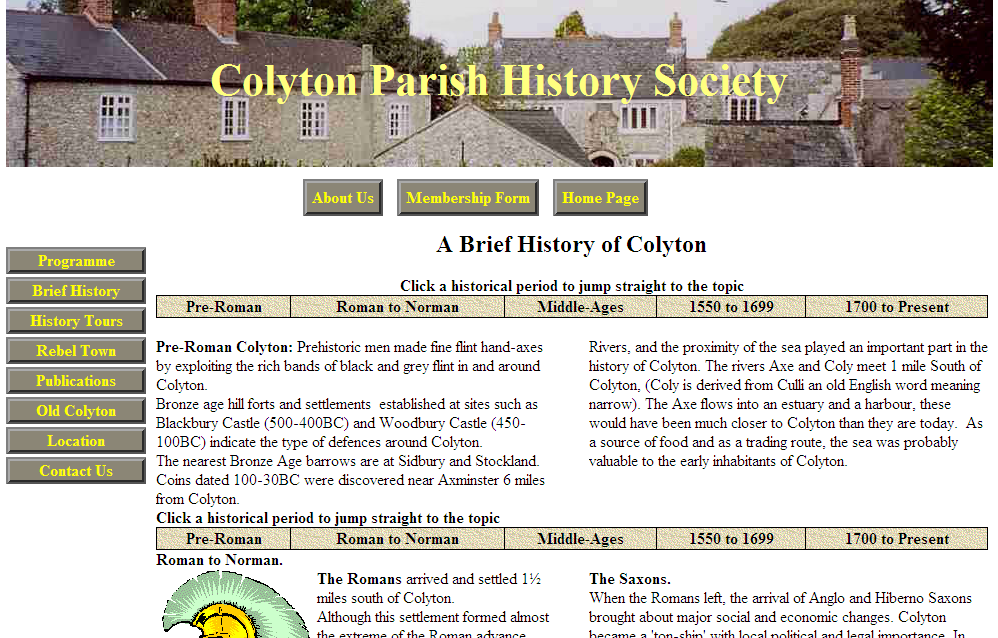 Colyton Parish History Society
About Us
Membership Form
Home Page
Programme
Brief History
History Tours
Rebel Town
Publications
Old Colyton
Location
Contact Us
A Brief History of Colyton
Click a historical period to jump straight to the topic
Pre-Roman Roman to Norman Middle-Ages 1550 to 1699 1700 to Present
Pre-Roman Colyton: Prehistoric men made fine flint hand-axes
by exploiting the rich bands of black and grey flint in and around
Colyton.
Bronze age hill forts and settlements established at sites such as
Blackbury Castle (500-400BC) and Woodbury Castle (450-
100BC) indicate the type of defences around Colyton.
The nearest Bronze Age barrows are at Sidbury and Stockland.
Coins dated 100-30BC were discovered near Axminster 6 miles
from Colyton.
Rivers, and the proximity of the sea played an important part in the
history of Colyton. The rivers Axe and Coly meet 1 mile South of
Colyton, (Coly is derived from Culli an old English word meaning
narrow). The Axe flows into an estuary and a harbour, these
would have been much closer to Colyton than they are today. As
a source of food and as a trading route, the sea was probably
valuable to the early inhabitants of Colyton.
Click a historical period to jump straight to the topic
Pre-Roman Roman to Norman Middle-Ages 1550 to 1699 1700 to Present
Roman to Norman.
The Romans arrived and settled 1½
miles south of Colyton.
Although this settlement formed almost
the extreme of the Roman advance
The Saxons.
When the Romans left, the arrival of Anglo and Hiberno Saxons
brought about major social and economic changes. Colyton
became a 'ton-ship' with local political and legal importance. In